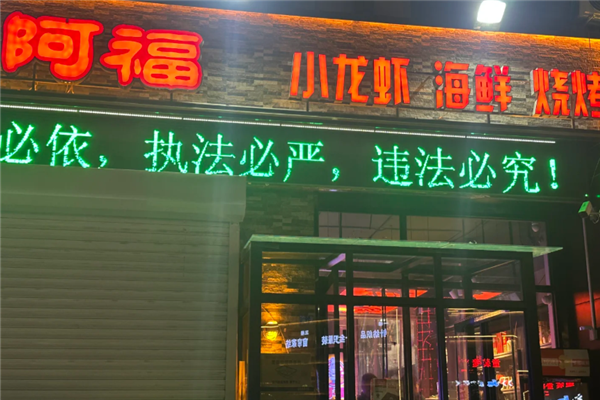 阿福 小龙虾 海鲜 烧烤
必依，执法必严，违法必究！